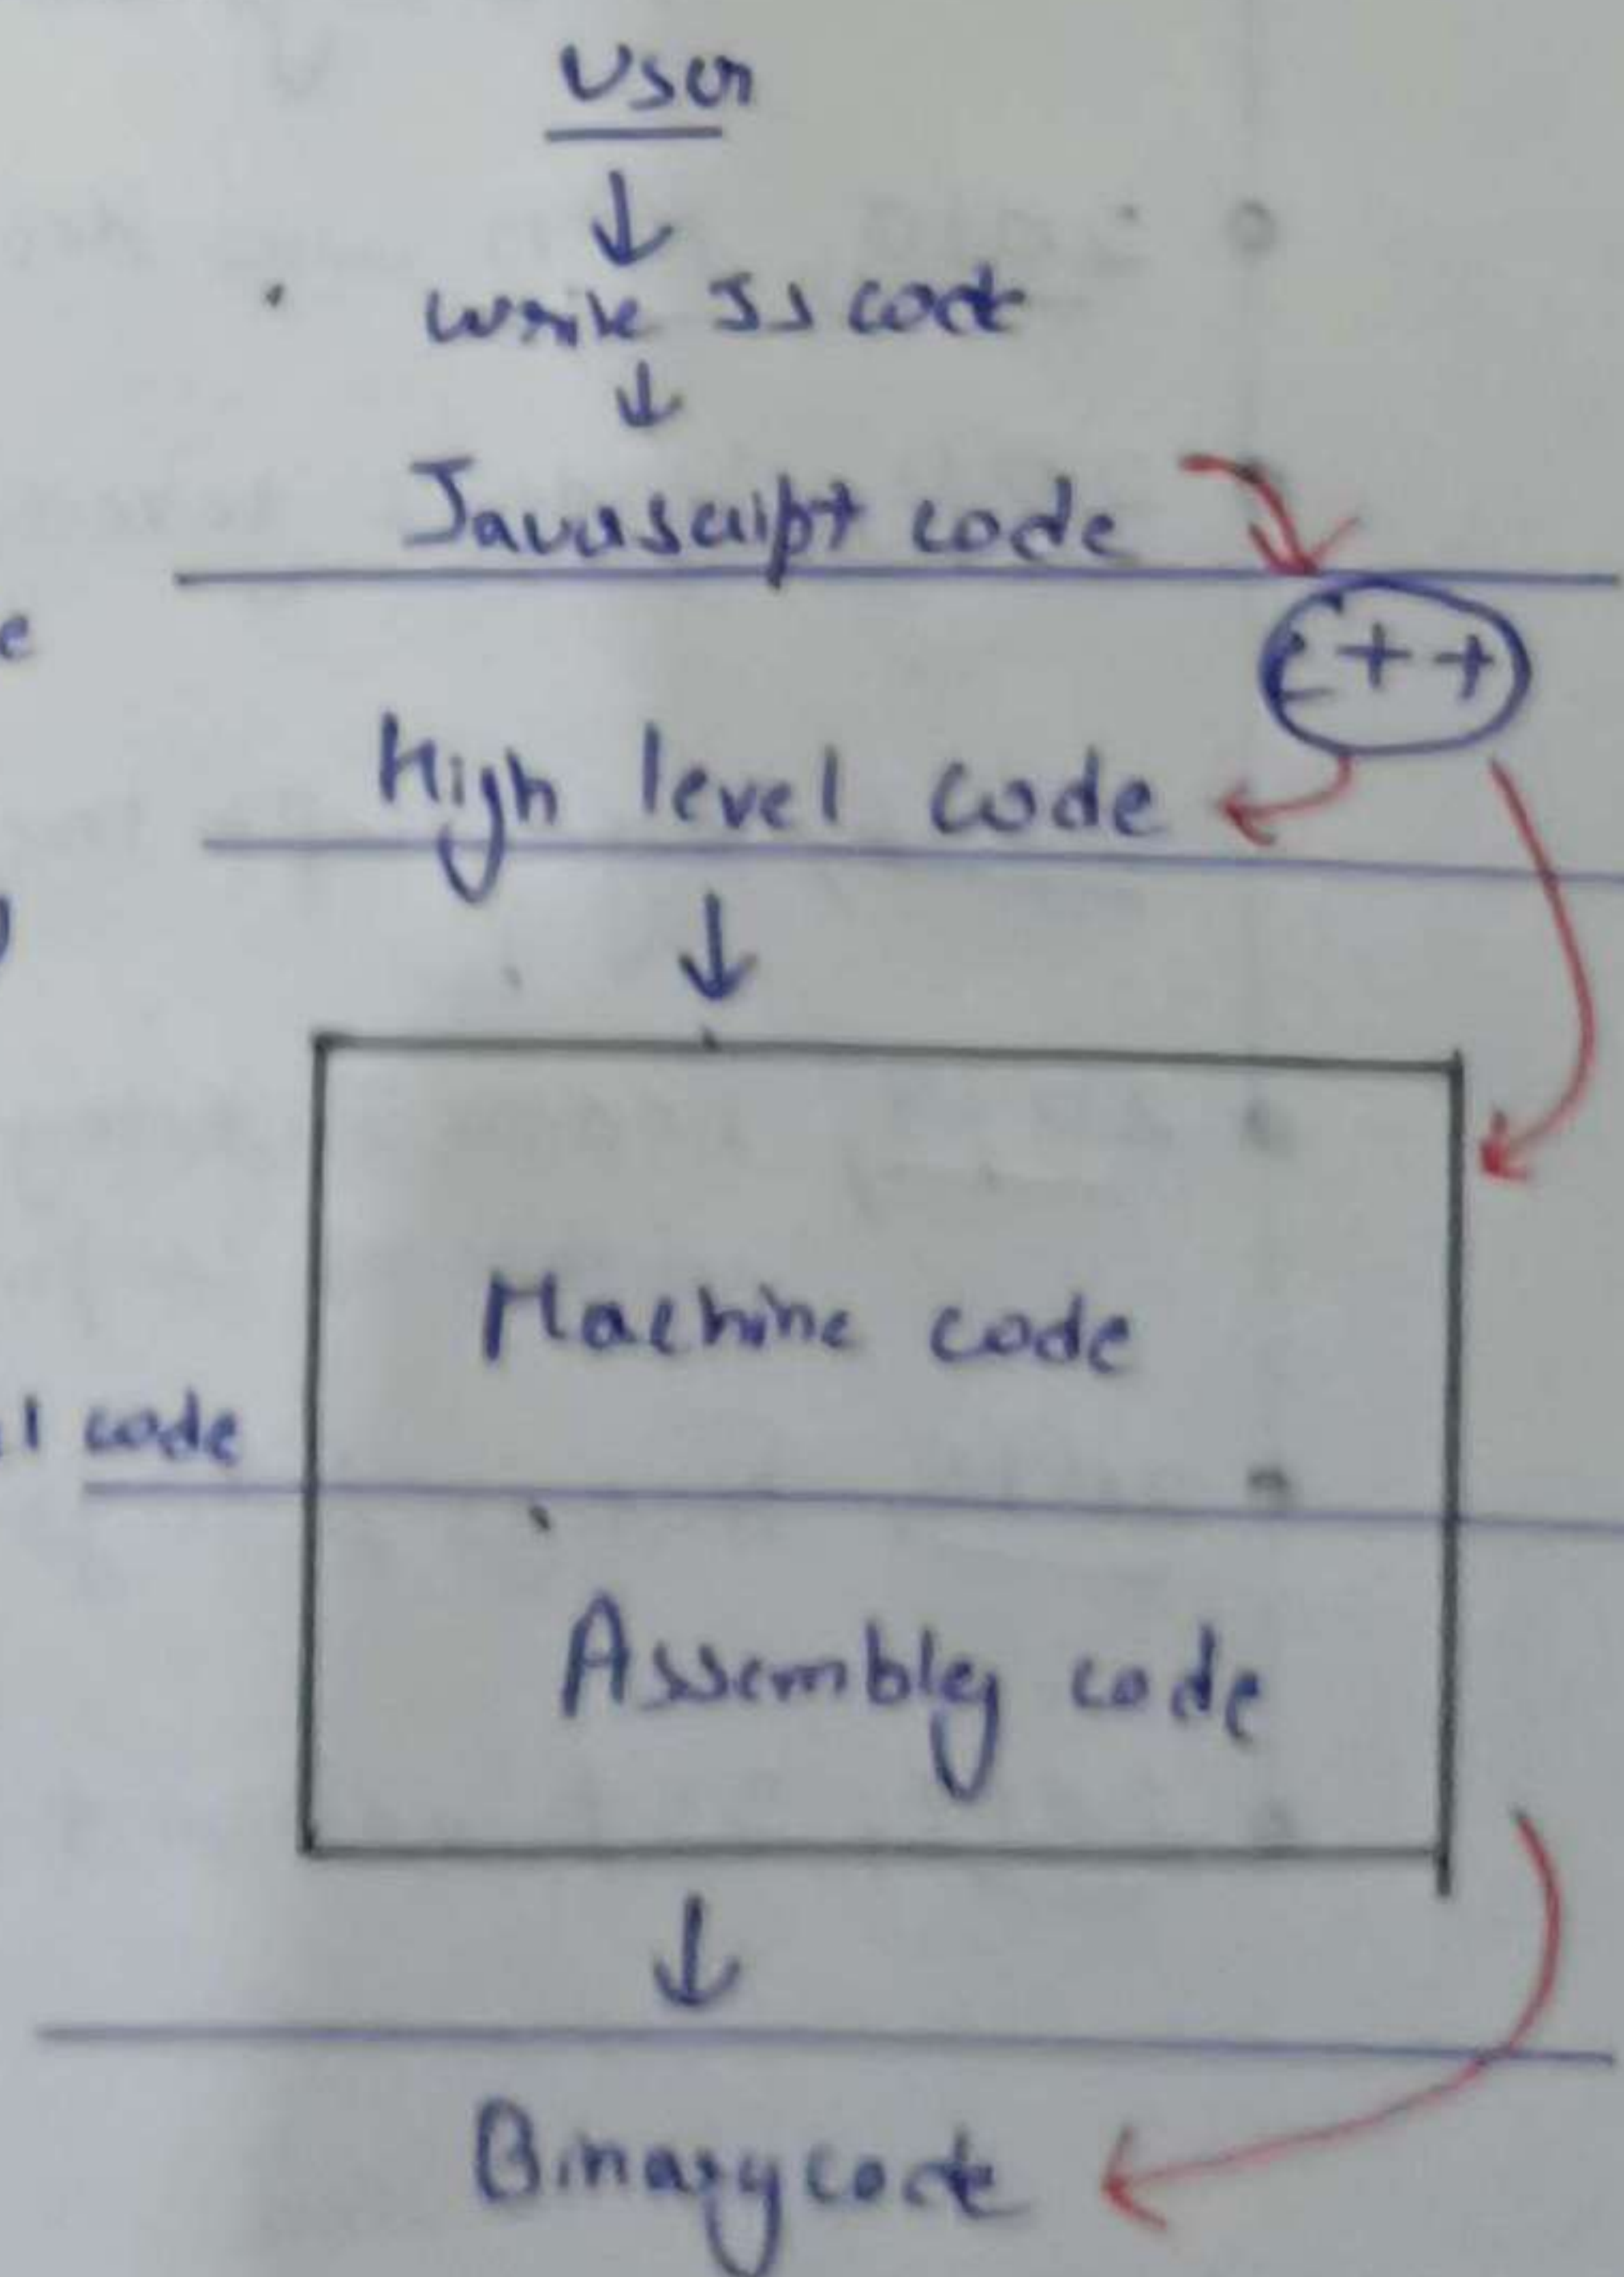 User
write JS code
Javascript code
C++
High level code
Machine code
code
Assembly code
Binary code